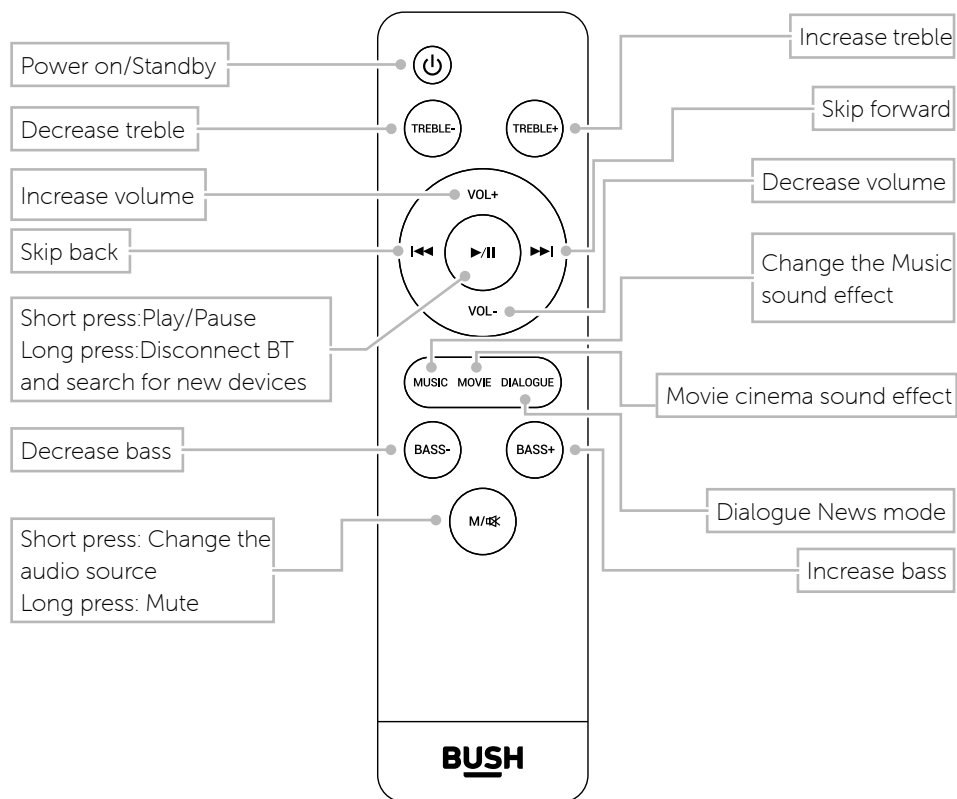 Power on/Standby
Decrease treble
Increase volume
Skip back
Short press:Play/Pause
Long press:Disconnect BT
and search for new devices
Decrease bass
Short press: Change the
audio source
Long press: Mute
TREBLE-
TREBLE+
VOL+
VOL-
MUSIC MOVIE DIALOGUE
BASS-
BASS+
M/
BUSH
Increase treble
Skip forward
Decrease volume
Change the Music
sound effect
Movie cinema sound effect
Dialogue News mode
Increase bass